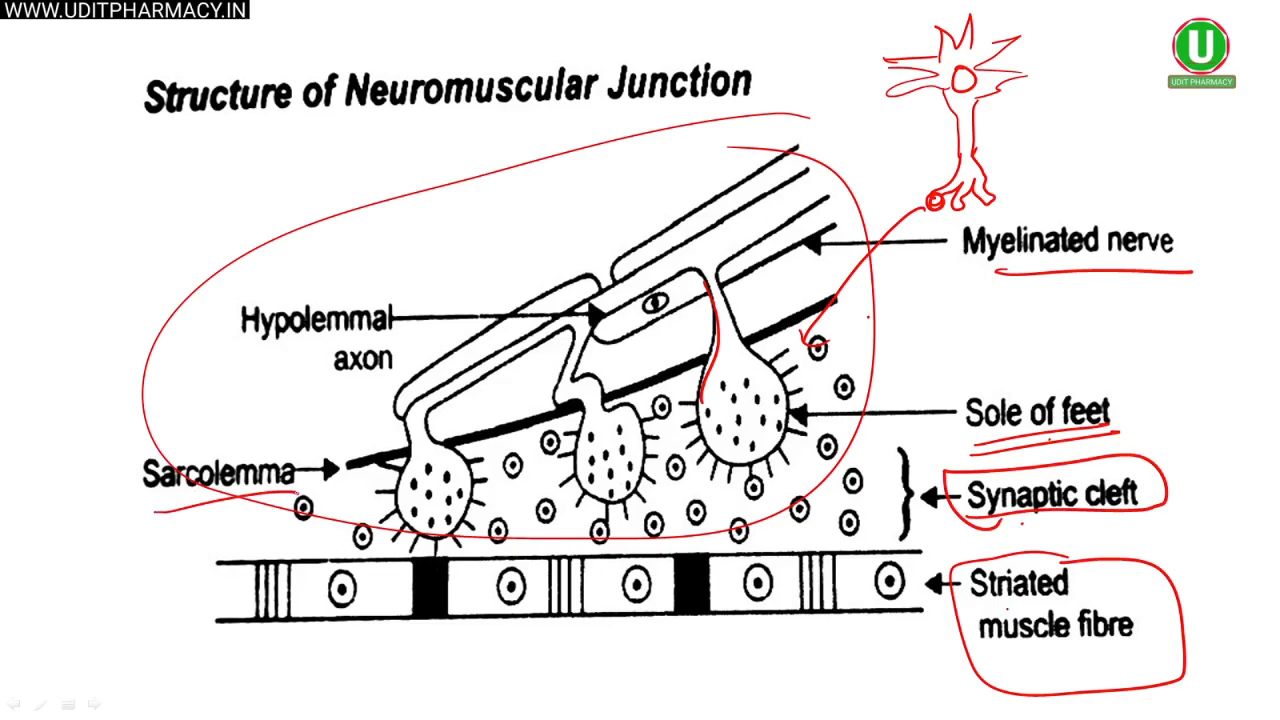 WWW.UDITPHARMACY.IN
Structure of Neuromuscular Junction
U
UDIT PHARMACY
Myelinated nerve
Hypolemmal
axon
Sole of feet
Sarcolemma
Synaptic cleft
Striated
muscle fibre